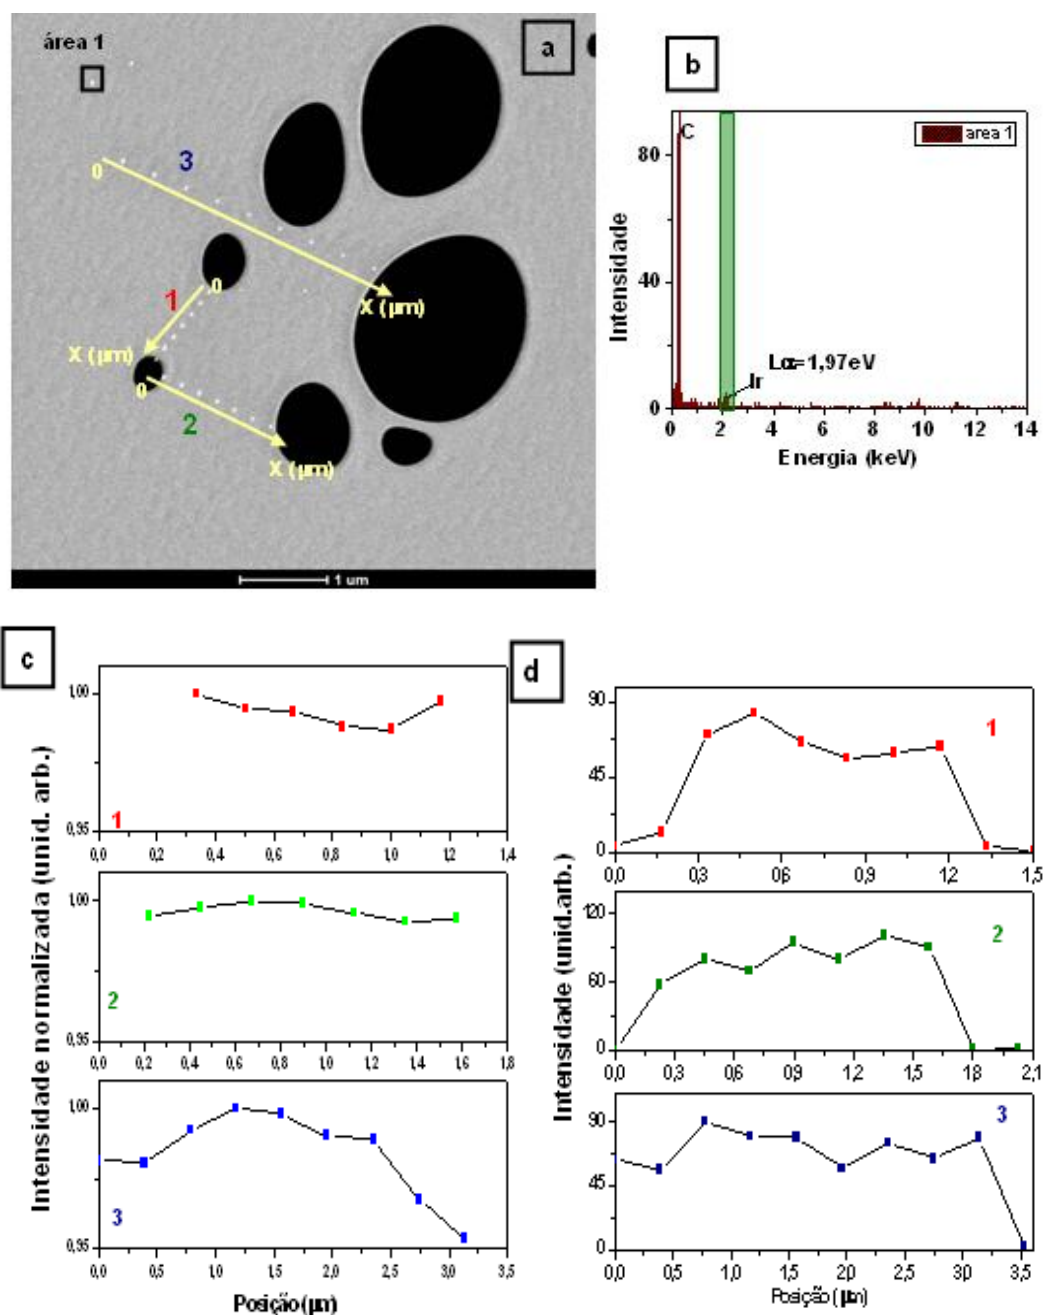 área 1
a
3
0
0
1
X (µm)
X (µm)
0
2
X (µm)
1 um
b
C
área 1
Intensidade
80
40
0
Lα=1,97eV
Ir
0 2 4 6 8 10 12 14
Energia (keV)
c
Intensidade normalizada (unid. arb.)
1,00
0,95
1
0,0 0,2 0,4 0,6 0,8 1,0 1,2 1,4
1,00
0,95
2
0,0 0,2 0,4 0,6 0,8 1,0 1,2 1,4 1,6 1,8
1,00
0,95
3
0,0 0,5 1,0 1,5 2,0 2,5 3,0 3,5
Posição (µm)
d
Intensidade (unid.arb.)
90
45
0
1
0,0 0,3 0,6 0,9 1,2 1,5
120
60
0
2
0,0 0,3 0,6 0,9 1,2 1,5 1,8 2,1
90
45
0
3
0,0 0,5 1,0 1,5 2,0 2,5 3,0 3,5
Posição (µm)